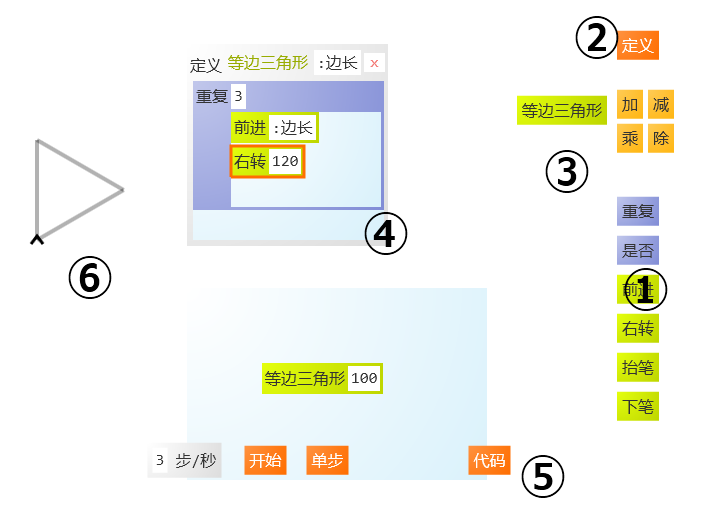 ② 定义
定义 等边三角形 :边长 x
重复 3
前进 :边长
右转 120
④
等边三角形
加 减
乘 除
③
重复
是否
前进 ①
右转
抬笔
下笔
⑥
等边三角形 100
3 步/秒 开始 单步 代码
⑤